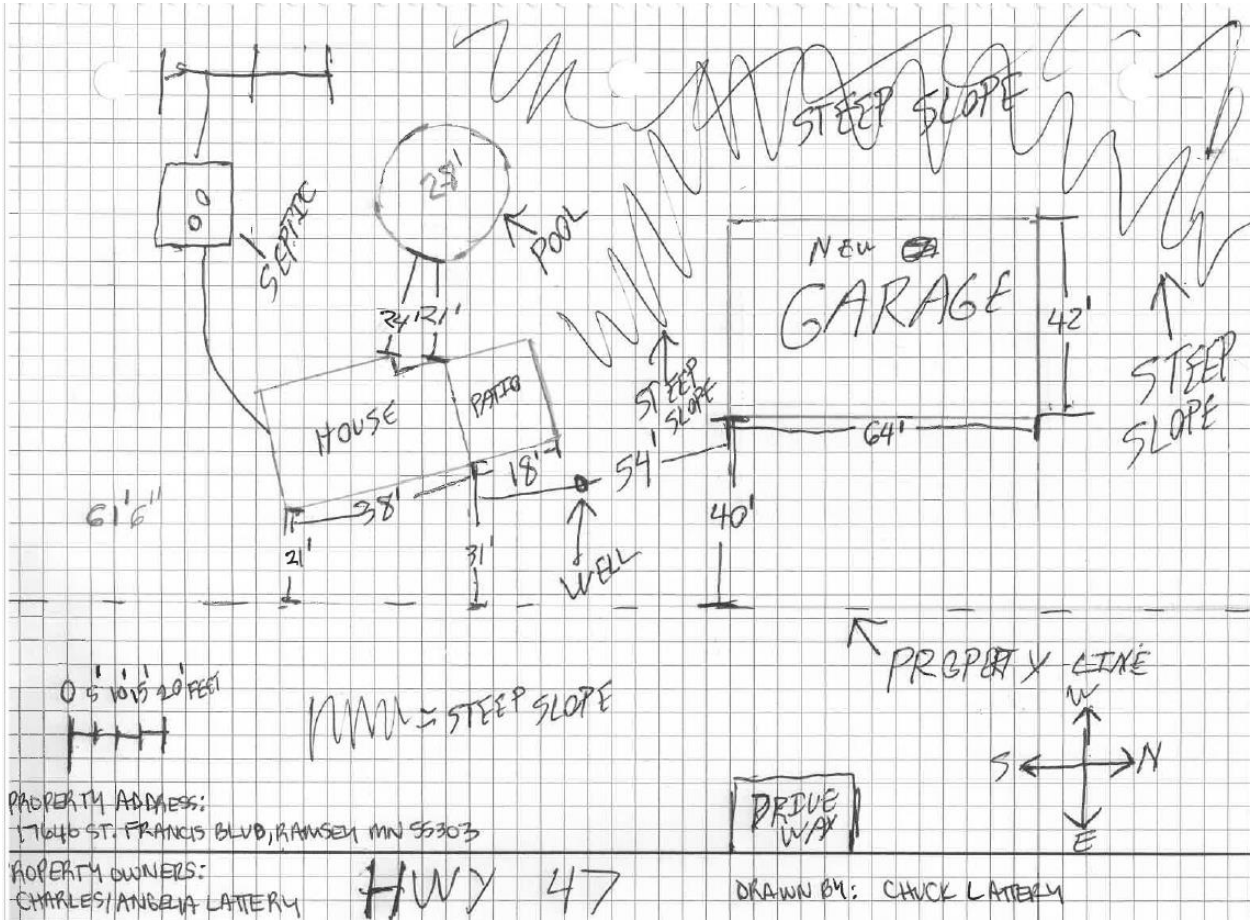 STEEP SLOPE
28'
SEPTIC
POOL
NEW
GARAGE
42'
24' 21'
STEEP
SLOPE
STEEP
SLOPE
PATIO
HOUSE
64'
54'
18'
38'
40'
61'6"
21'
31'
WELL
PROPERTY LINE
0 5' 10' 15' 20' FEET
= STEEP SLOPE
W
S N
E
DRIVE
WAY
PROPERTY ADDRESS:
17646 ST. FRANCIS BLVD, RAMSEY MN 55303
ROPERTY OWNERS:
CHARLES/ANGELIA LATTERY
HWY 47
DRAWN BY: CHUCK LATTERY